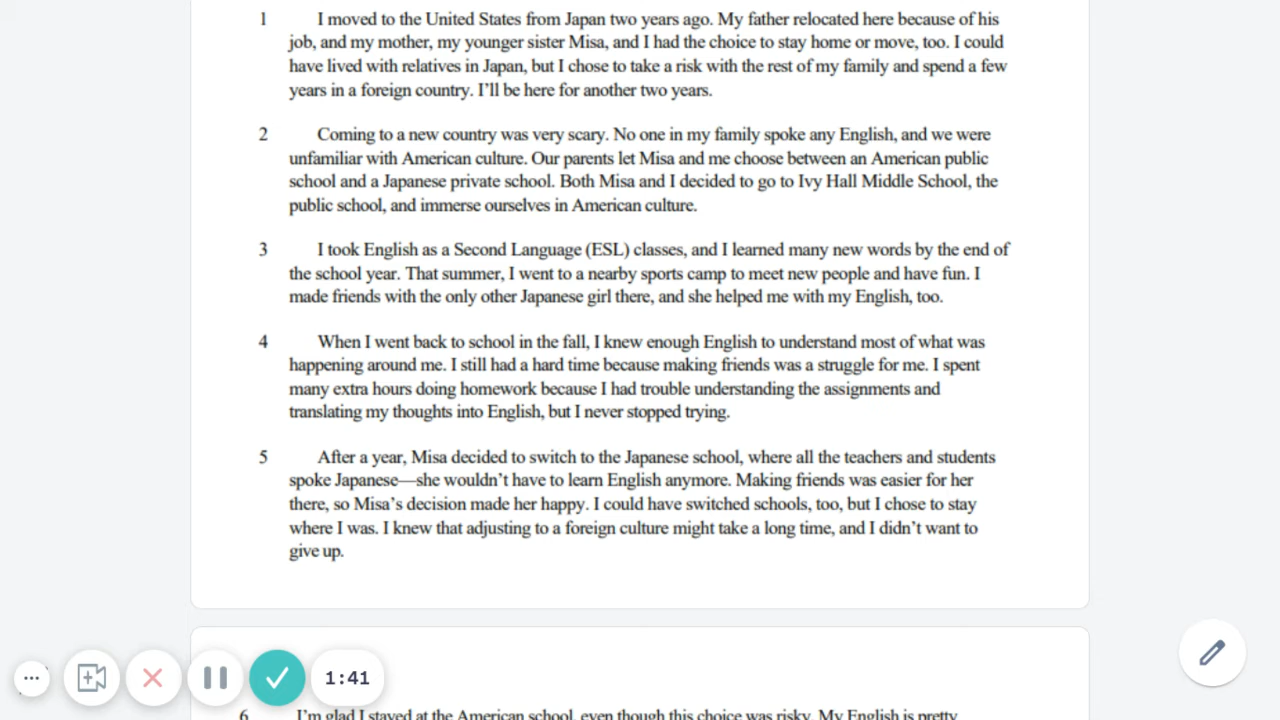 1 I moved to the United States from Japan two years ago. My father relocated here because of his
job, and my mother, my younger sister Misa, and I had the choice to stay home or move, too. I could
have lived with relatives in Japan, but I chose to take a risk with the rest of my family and spend a few
years in a foreign country. I'll be here for another two years.
2 Coming to a new country was very scary. No one in my family spoke any English, and we were
unfamiliar with American culture. Our parents let Misa and me choose between an American public
school and a Japanese private school. Both Misa and I decided to go to Ivy Hall Middle School, the
public school, and immerse ourselves in American culture.
3 I took English as a Second Language (ESL) classes, and I learned many new words by the end of
the school year. That summer, I went to a nearby sports camp to meet new people and have fun. I
made friends with the only other Japanese girl there, and she helped me with my English, too.
4 When I went back to school in the fall, I knew enough English to understand most of what was
happening around me. I still had a hard time because making friends was a struggle for me. I spent
many extra hours doing homework because I had trouble understanding the assignments and
translating my thoughts into English, but I never stopped trying.
5 After a year, Misa decided to switch to the Japanese school, where all the teachers and students
spoke Japanese—she wouldn't have to learn English anymore. Making friends was easier for her
there, so Misa's decision made her happy. I could have switched schools, too, but I chose to stay
where I was. I knew that adjusting to a foreign culture might take a long time, and I didn't want to
give up.
1:41
6 I'm glad I stayed at the American school, even though this choice was risky. My English is pretty